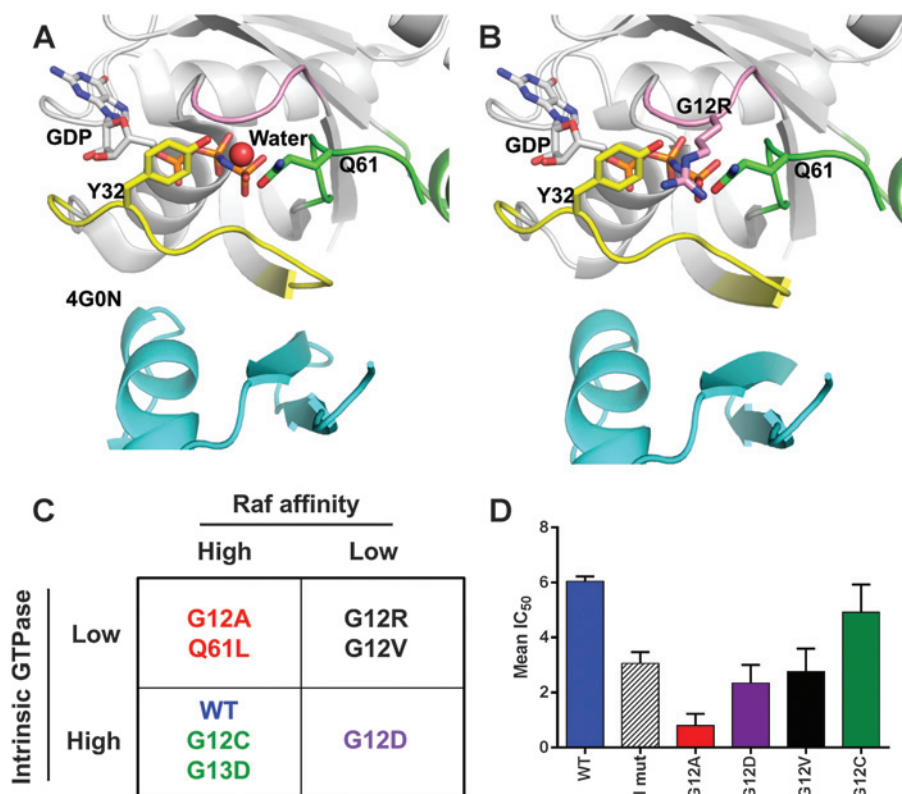 A
GDP
Water
Q61
Y32
4G0N
B
G12R
GDP
Q61
Y32
C
Raf affinity
High Low
Intrinsic GTPase
Low
G12A G12R
Q61L G12V
High
WT
G12C G12D
G13D
D
Mean IC50
8
6
4
2
0
WT
mut
G12A
G12D
G12V
G12C